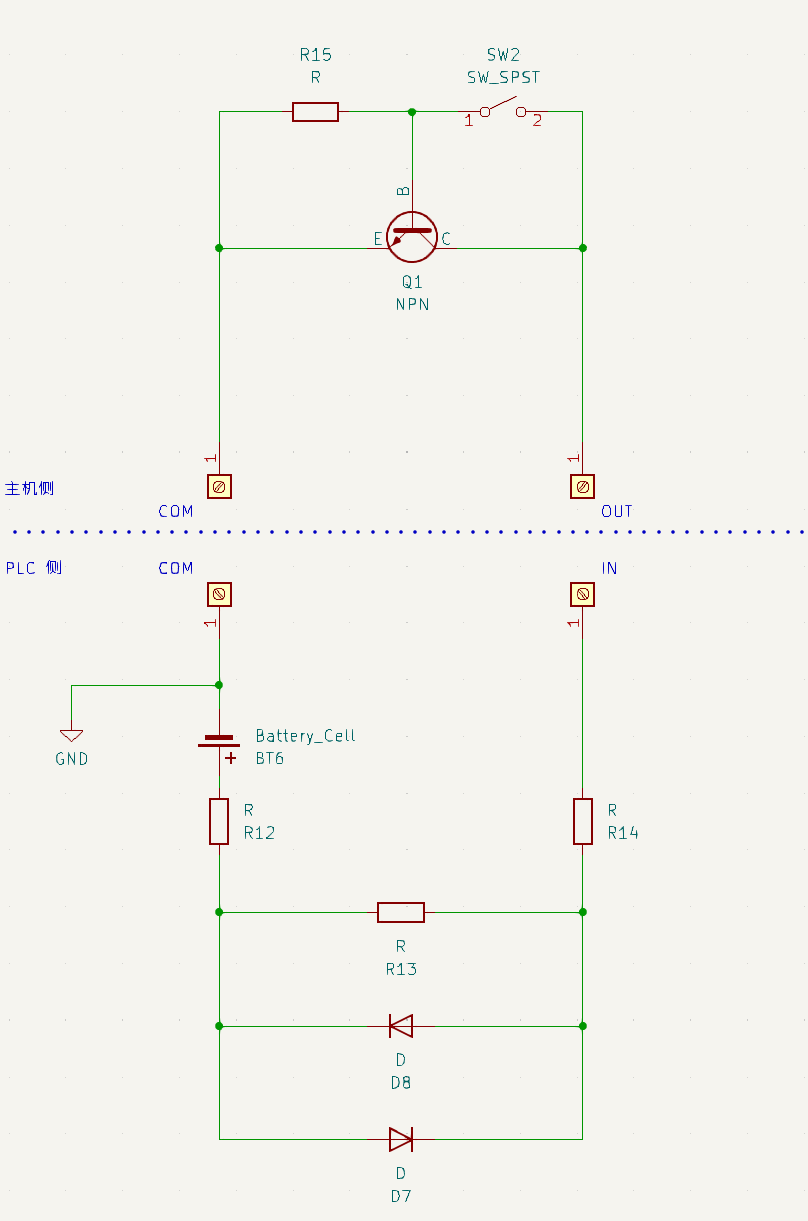 R15
R
SW2
SW_SPST
1
2
B
E
C
Q1
NPN
1
1
主机侧
COM
OUT
PLC 侧
COM
IN
1
1
GND
Battery_Cell
BT6
+
R
R12
R
R14
R
R13
D
D8
D
D7